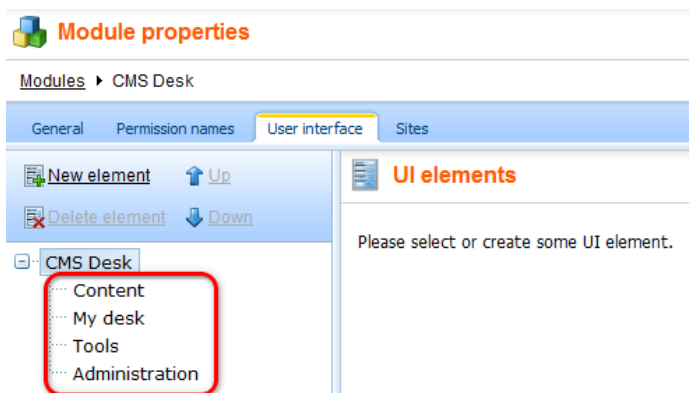 Module properties
Modules ▸ CMS Desk
General Permission names User interface Sites
New element Up
Delete element Down
UI elements
Please select or create some UI element.
CMS Desk
Content
My desk
Tools
Administration